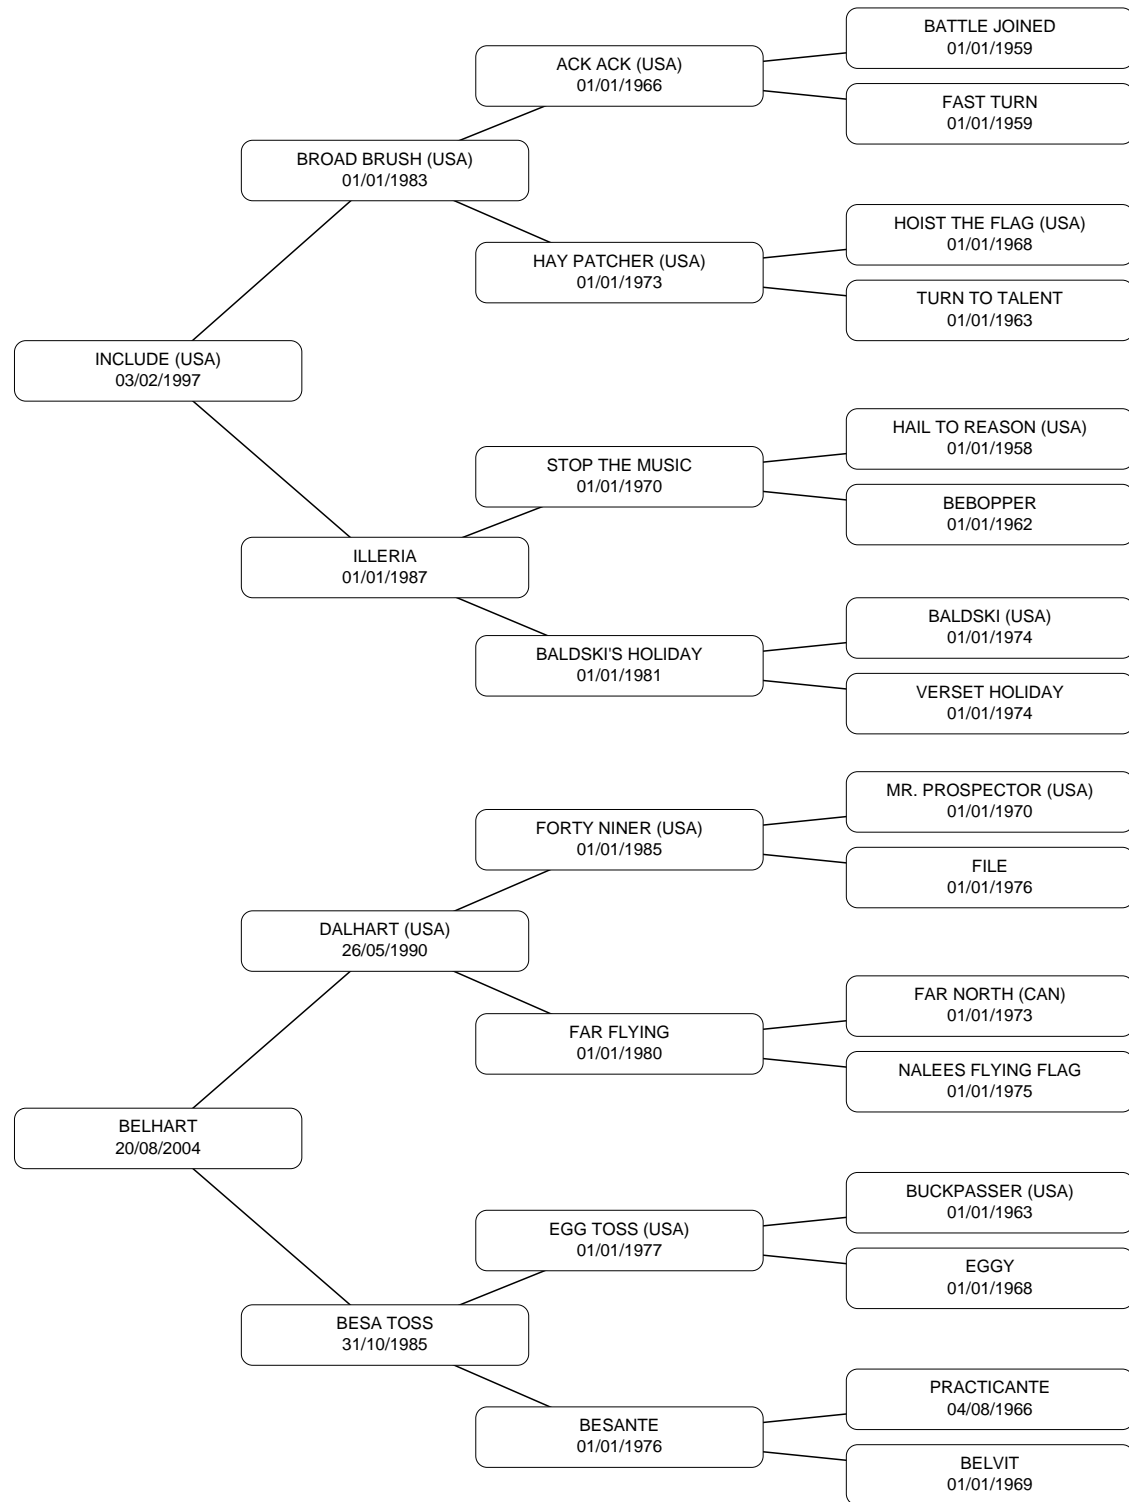 BATTLE JOINED
01/01/1959
ACK ACK (USA)
01/01/1966
FAST TURN
01/01/1959
BROAD BRUSH (USA)
01/01/1983
HOIST THE FLAG (USA)
01/01/1968
HAY PATCHER (USA)
01/01/1973
TURN TO TALENT
01/01/1963
INCLUDE (USA)
03/02/1997
HAIL TO REASON (USA)
01/01/1958
STOP THE MUSIC
01/01/1970
BEBOPPER
01/01/1962
ILLERIA
01/01/1987
BALDSKI (USA)
01/01/1974
BALDSKI'S HOLIDAY
01/01/1981
VERSET HOLIDAY
01/01/1974
MR. PROSPECTOR (USA)
01/01/1970
FORTY NINER (USA)
01/01/1985
FILE
01/01/1976
DALHART (USA)
26/05/1990
FAR NORTH (CAN)
01/01/1973
FAR FLYING
01/01/1980
NALEES FLYING FLAG
01/01/1975
BELHART
20/08/2004
BUCKPASSER (USA)
01/01/1963
EGG TOSS (USA)
01/01/1977
EGGY
01/01/1968
BESA TOSS
31/10/1985
PRACTICANTE
04/08/1966
BESANTE
01/01/1976
BELVIT
01/01/1969